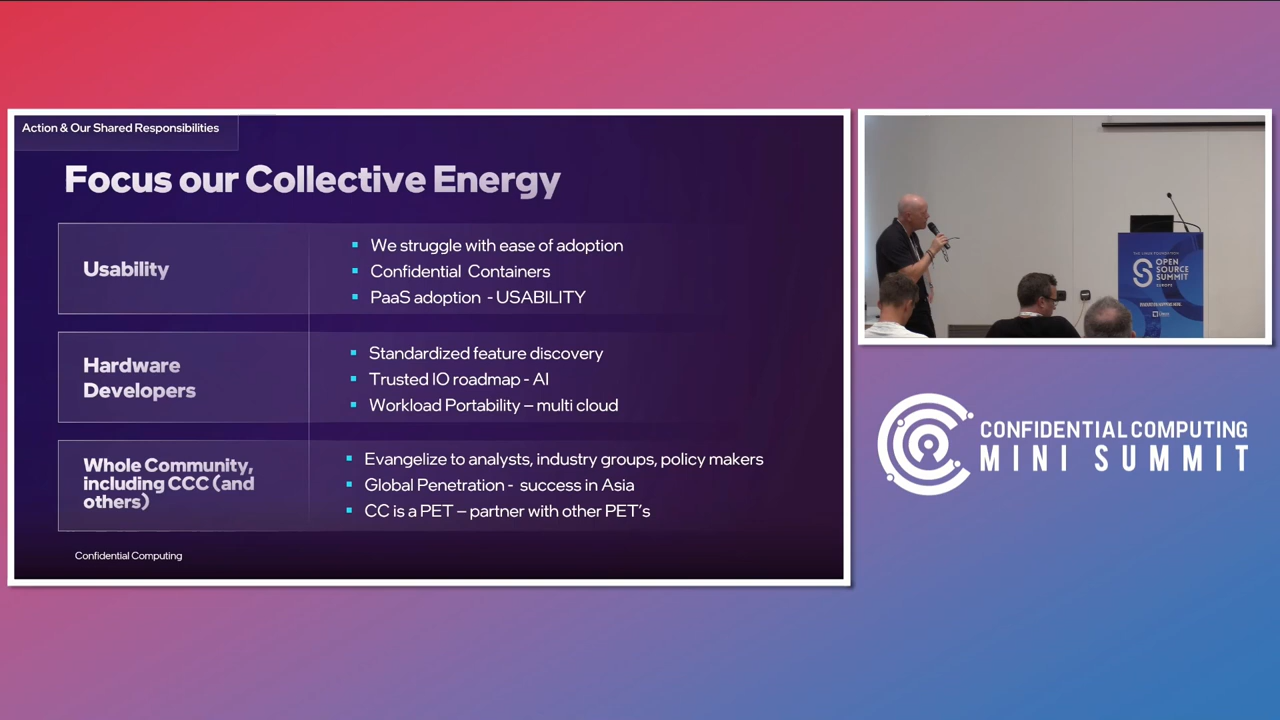 Action & Our Shared Responsibilities
Focus our Collective Energy
Usability
We struggle with ease of adoption
Confidential Containers
PaaS adoption - USABILITY
Hardware
Developers
Standardized feature discovery
Trusted IO roadmap - AI
Workload Portability – multi cloud
Whole Community,
including CCC (and
others)
Evangelize to analysts, industry groups, policy makers
Global Penetration - success in Asia
CC is a PET – partner with other PET's
Confidential Computing
THE LINUX FOUNDATION
OPEN
SOURCE
SUMMIT
EUROPE
CONFIDENTIAL COMPUTING
MINI SUMMIT